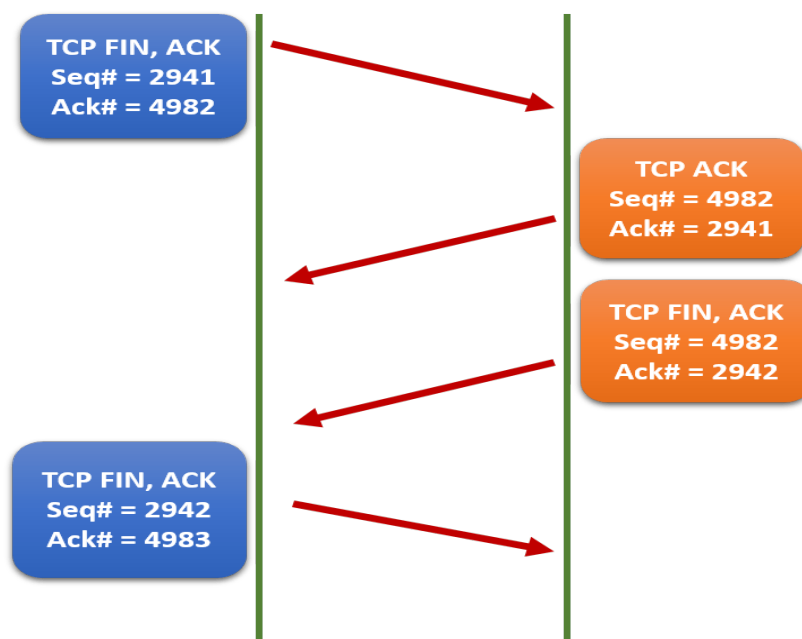 TCP FIN, ACK
Seq# = 2941
Ack# = 4982
TCP ACK
Seq# = 4982
Ack# = 2941
TCP FIN, ACK
Seq# = 4982
Ack# = 2942
TCP FIN, ACK
Seq# = 2942
Ack# = 4983